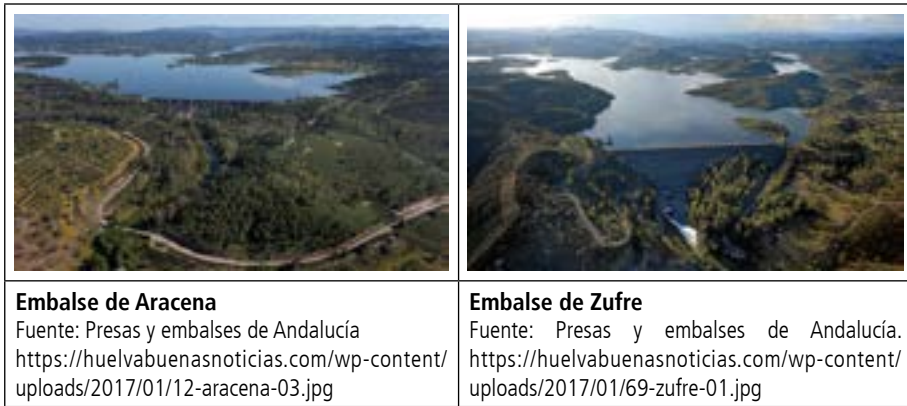 Embalse de Aracena
Fuente: Presas y embalses de Andalucía
https://huelvabuenasnoticias.com/wp-content/
uploads/2017/01/12-aracena-03.jpg
Embalse de Zufre
Fuente: Presas y embalses de Andalucía.
https://huelvabuenasnoticias.com/wp-content/
uploads/2017/01/69-zufre-01.jpg